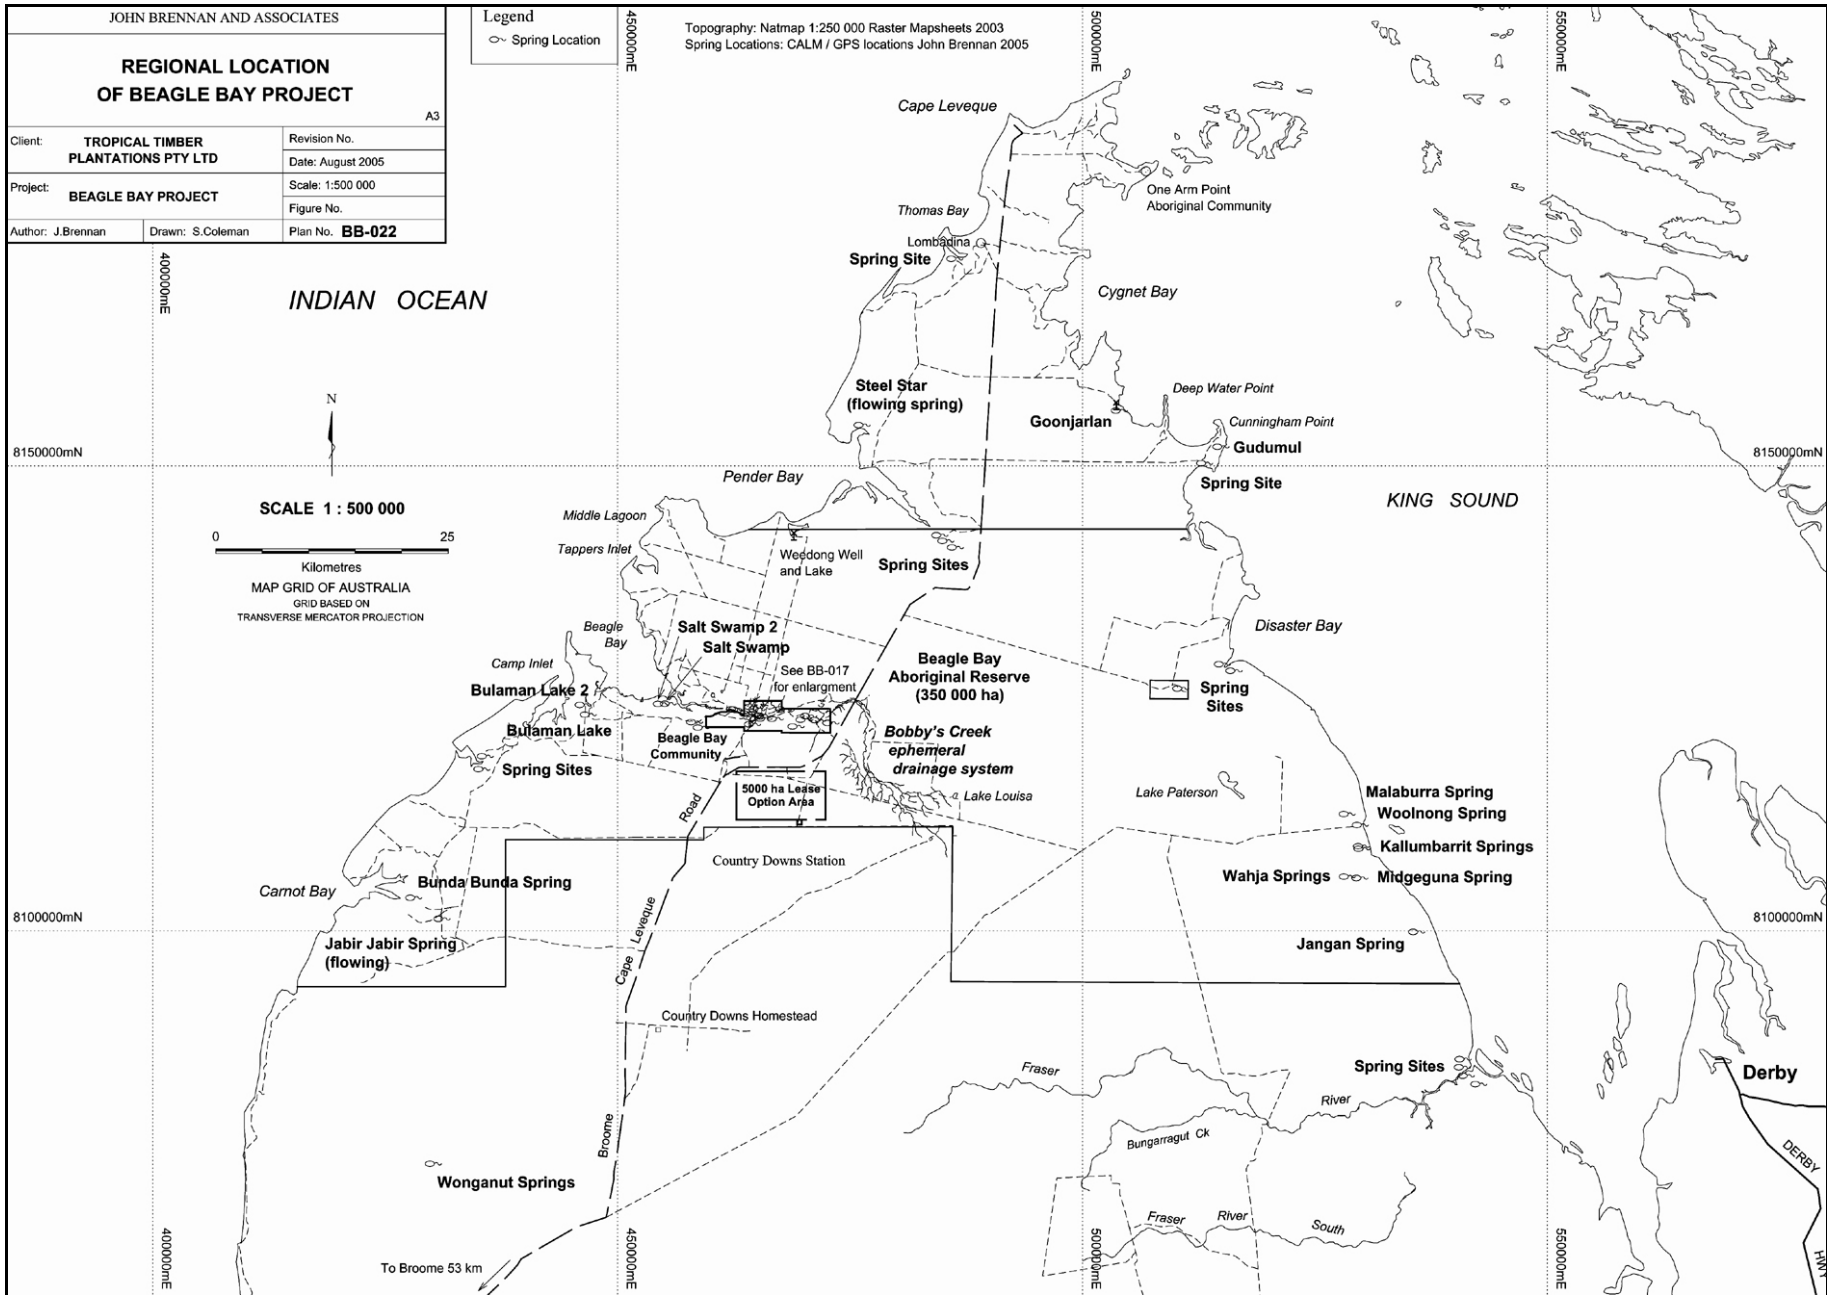 JOHN BRENNAN AND ASSOCIATES
REGIONAL LOCATION
OF BEAGLE BAY PROJECT
A3
Client:
TROPICAL TIMBER
PLANTATIONS PTY LTD
Revision No.
Date: August 2005
Project:
BEAGLE BAY PROJECT
Scale: 1:500 000
Figure No.
Author: J.Brennan
Drawn: S.Coleman
Plan No. BB-022
Legend
Spring Location
Topography: Natmap 1:250 000 Raster Mapsheets 2003
Spring Locations: CALM / GPS locations John Brennan 2005
450000mE
500000mE
550000mE
400000mE
Cape Leveque
One Arm Point
Aboriginal Community
Thomas Bay
Lombadina
Spring Site
INDIAN OCEAN
Cygnet Bay
N
Steel Star
(flowing spring)
Deep Water Point
Goonjarlan
Cunningham Point
Gudumul
8150000mN
8150000mN
Pender Bay
Spring Site
KING SOUND
SCALE 1 : 500 000
0
25
Kilometres
MAP GRID OF AUSTRALIA
GRID BASED ON
TRANSVERSE MERCATOR PROJECTION
Middle Lagoon
Tappers Inlet
Weedong Well
and Lake
Spring Sites
Beagle
Bay
Salt Swamp 2
Salt Swamp
Disaster Bay
Camp Inlet
See BB-017
for enlargment
Beagle Bay
Aboriginal Reserve
(350 000 ha)
Bulaman Lake 2
Spring
Sites
Bulaman Lake
Beagle Bay
Community
Bobby's Creek
ephemeral
drainage system
Spring Sites
5000 ha Lease
Option Area
Lake Louisa
Lake Paterson
Malaburra Spring
Woolnong Spring
Road
Kallumbarrit Springs
Country Downs Station
Carnot Bay
Bunda Bunda Spring
Wahja Springs
Midgeguna Spring
8100000mN
8100000mN
Leveque
Jabir Jabir Spring
(flowing)
Jangan Spring
Cape
Country Downs Homestead
Spring Sites
Fraser
Derby
River
Broome
Bungarragut Ck
DERBY
Wonganut Springs
Fraser
River
South
HWY
To Broome 53 km
400000mE
450000mE
500000mE
550000mE